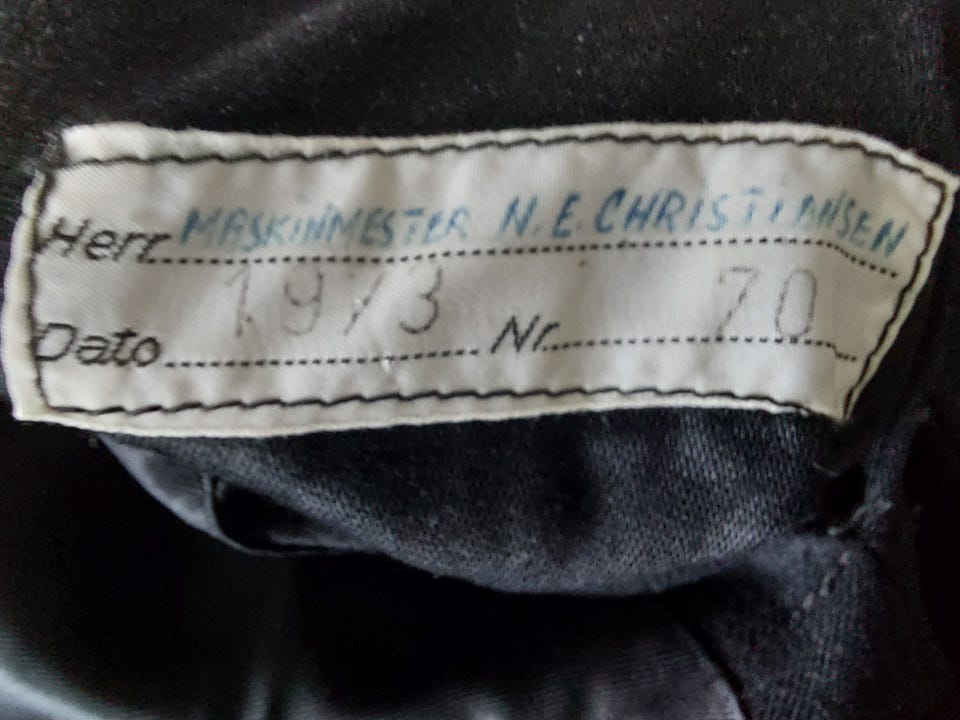 Herr MASKINMESTER N.E. CHRISTIANSEN
Dato 1973 Nr. 70